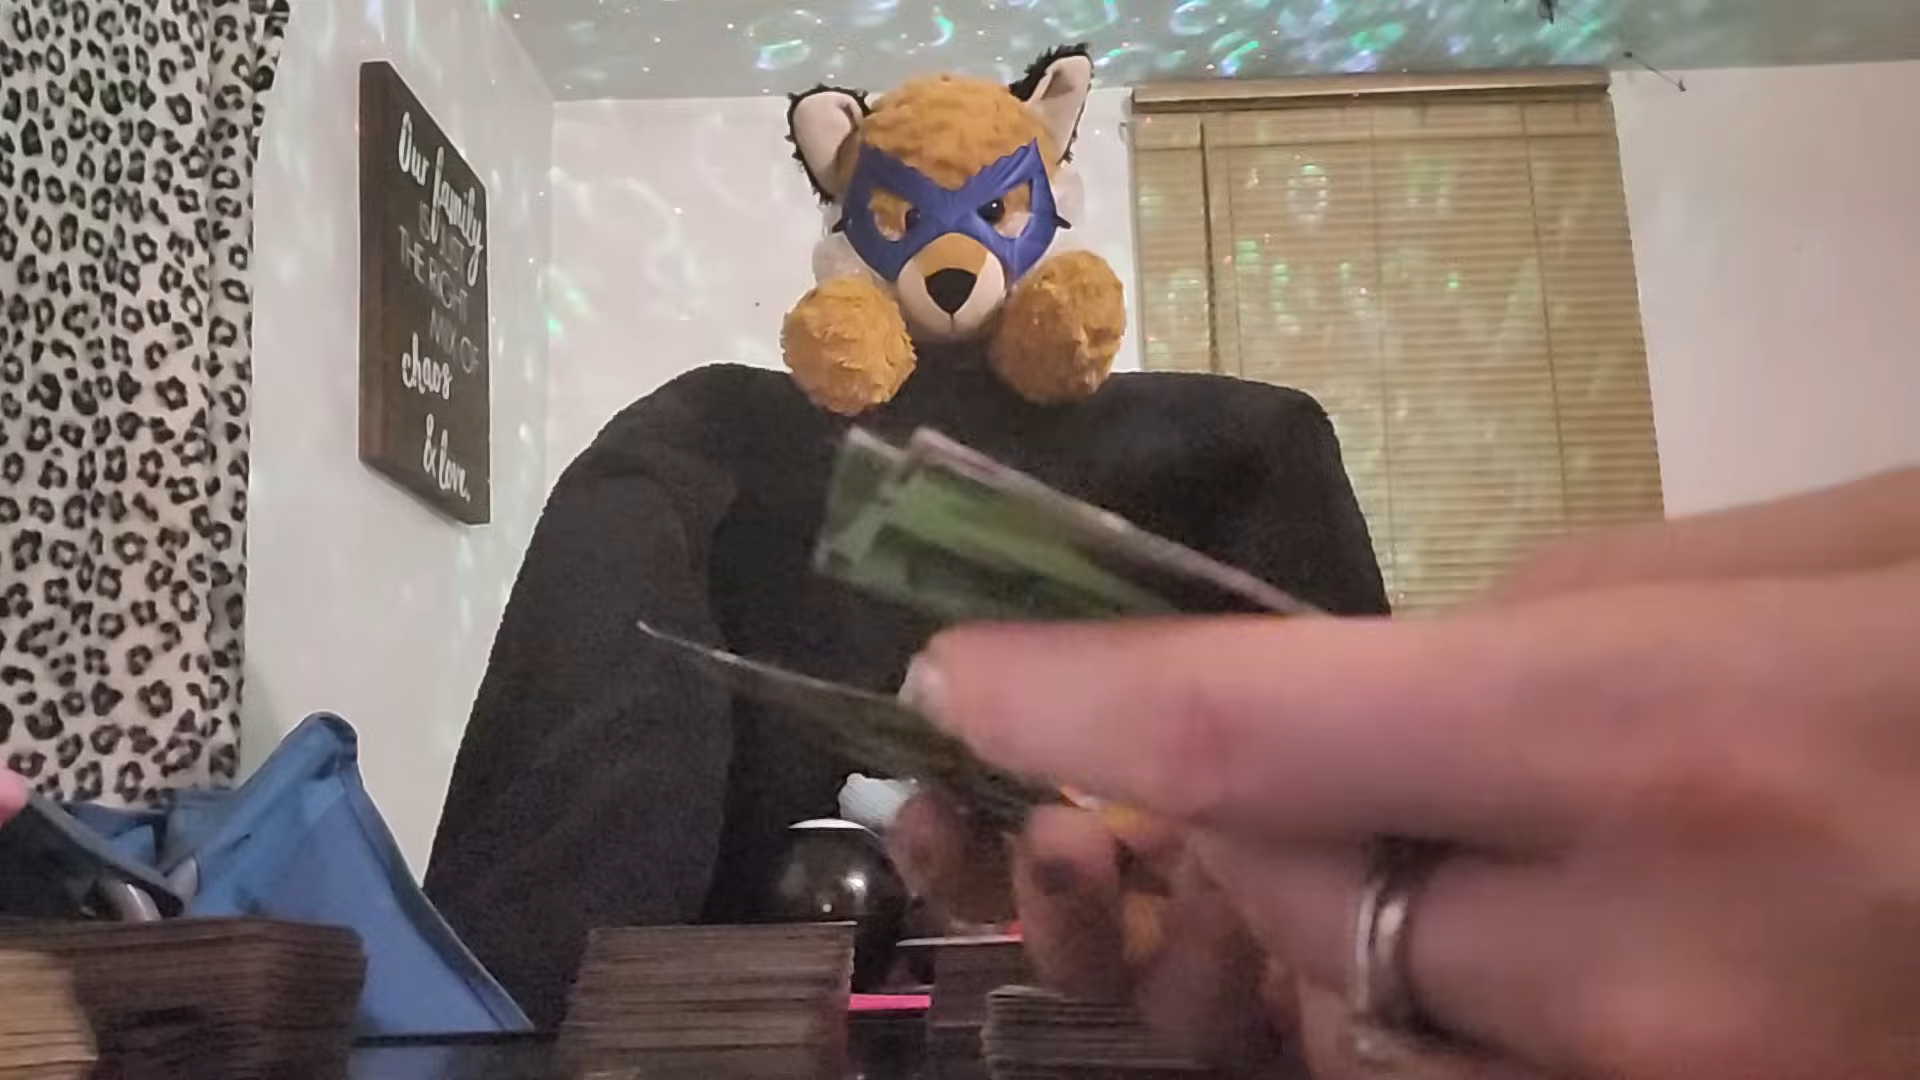 Our family
IS JUST
THE RIGHT
MIX OF
chaos
& love.